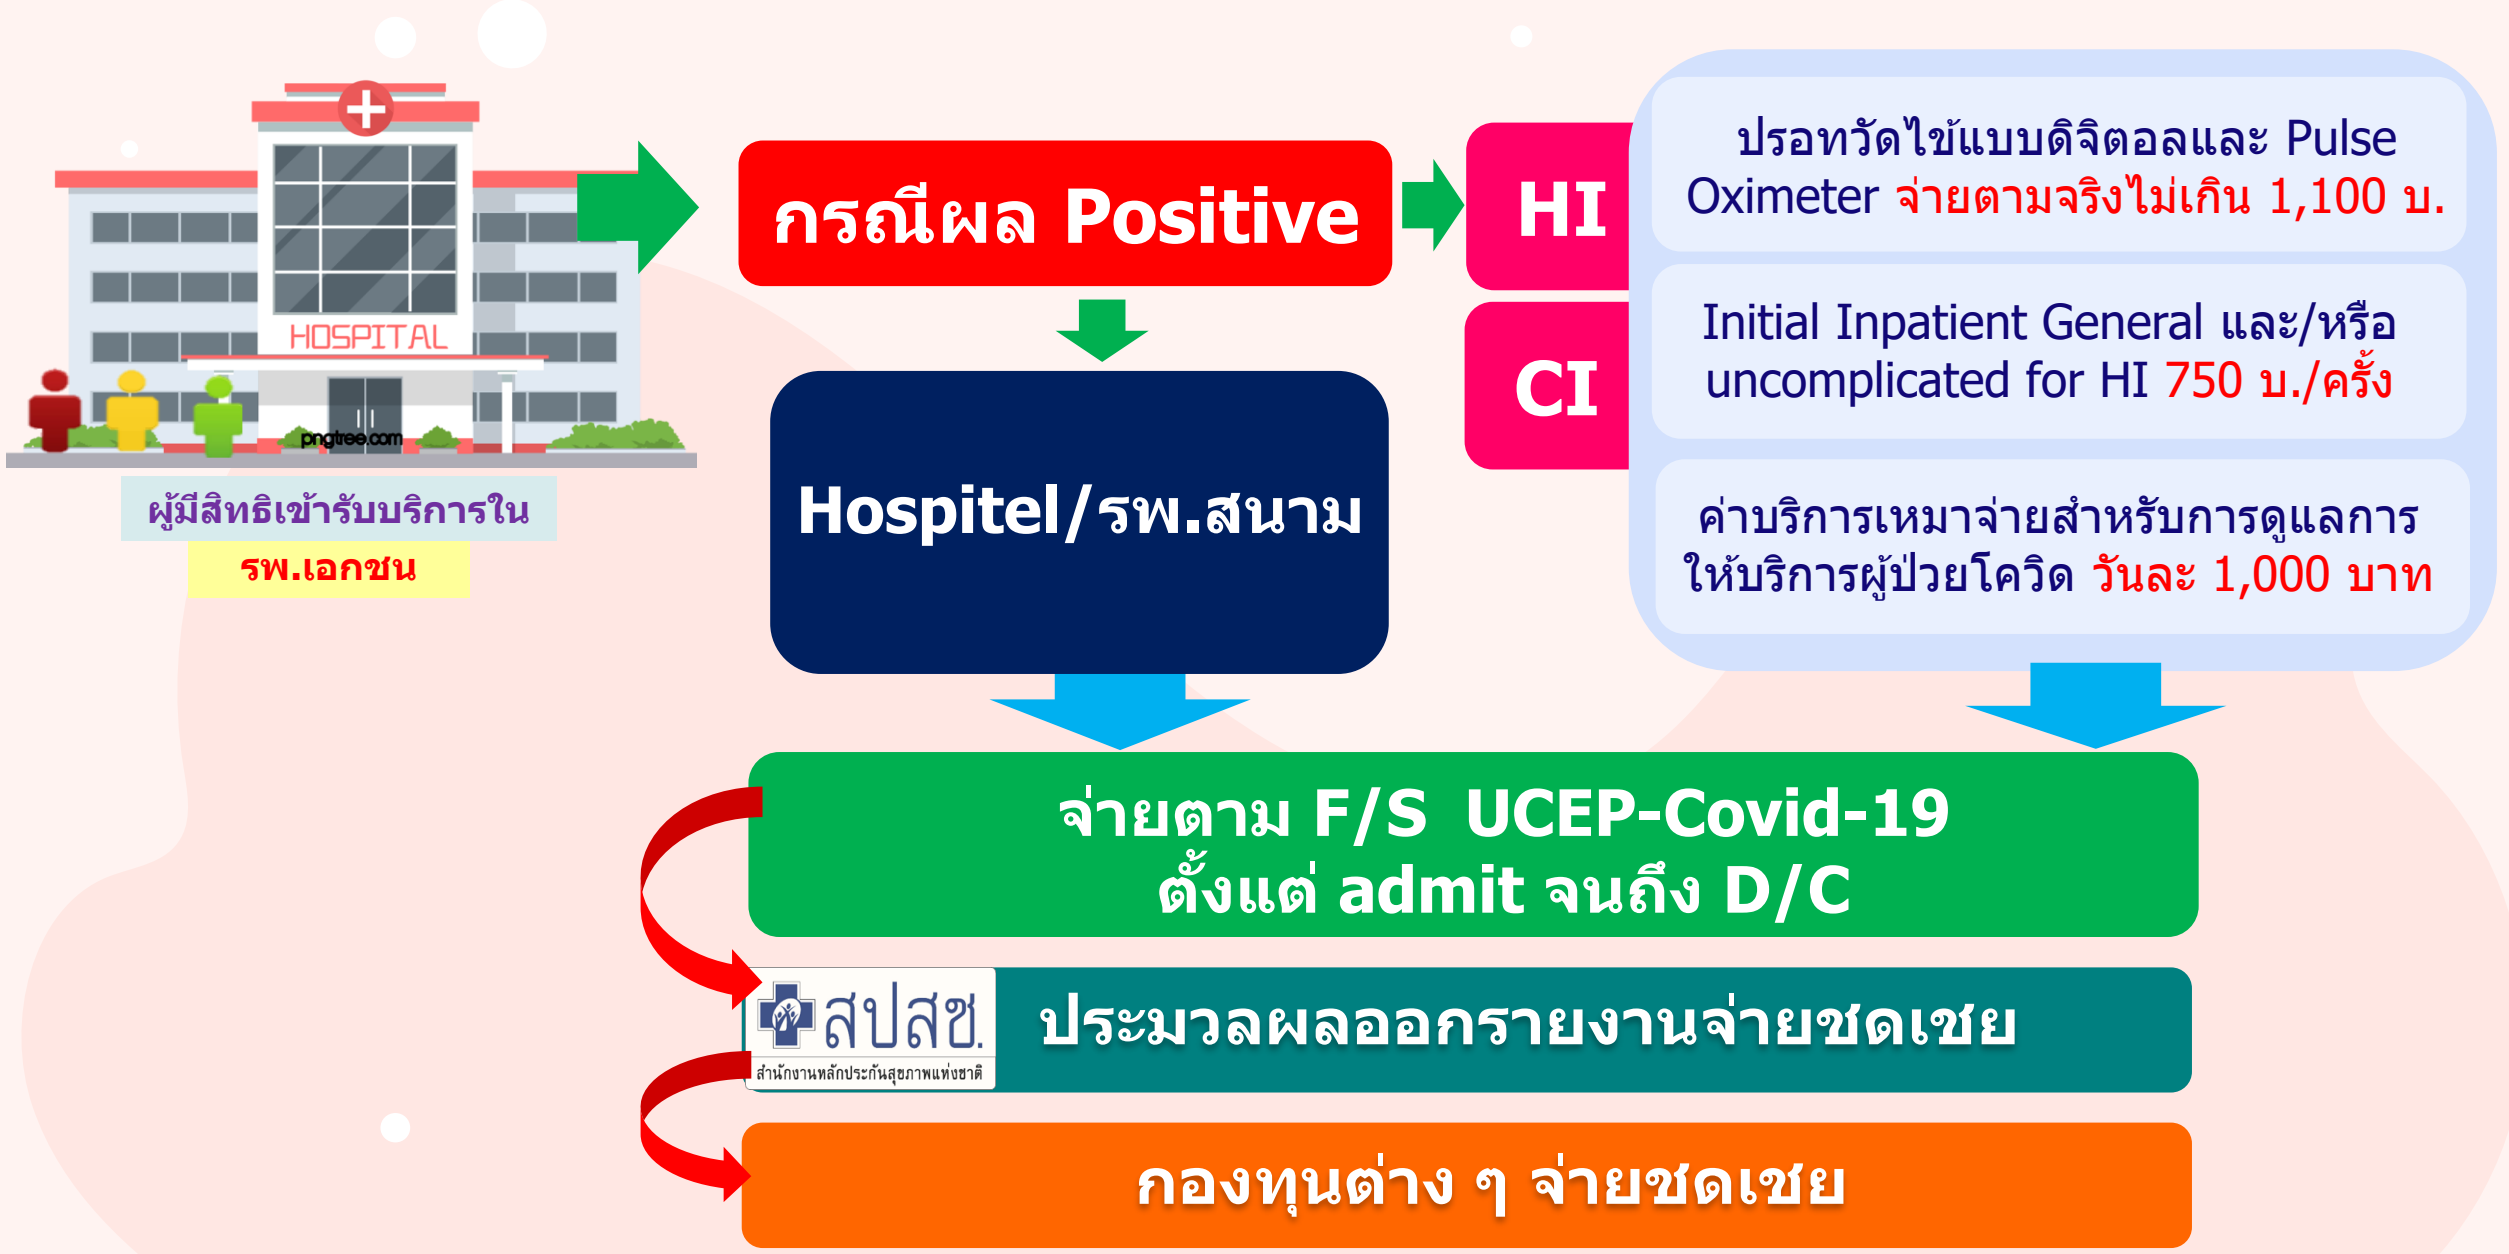 HOSPITAL
pngtree.com
ผู้มีสิทธิเข้ารับบริการใน
รพ.เอกชน
กรณีผล Positive
HI
CI
ปรอทวัดไข้แบบดิจิตอลและ Pulse
Oximeter จ่ายตามจริงไม่เกิน 1,100 บ.
Initial Inpatient General และ/หรือ
uncomplicated for HI 750 บ./ครั้ง
ค่าบริการเหมาจ่ายสำหรับการดูแลการ
ให้บริการผู้ป่วยโควิด วันละ 1,000 บาท
Hospitel/รพ.สนาม
จ่ายตาม F/S UCEP-Covid-19
ตั้งแต่ admit จนถึง D/C
สปสช.
สำนักงานหลักประกันสุขภาพแห่งชาติ
ประมวลผลออกรายงานจ่ายชดเชย
กองทุนต่าง ๆ จ่ายชดเชย